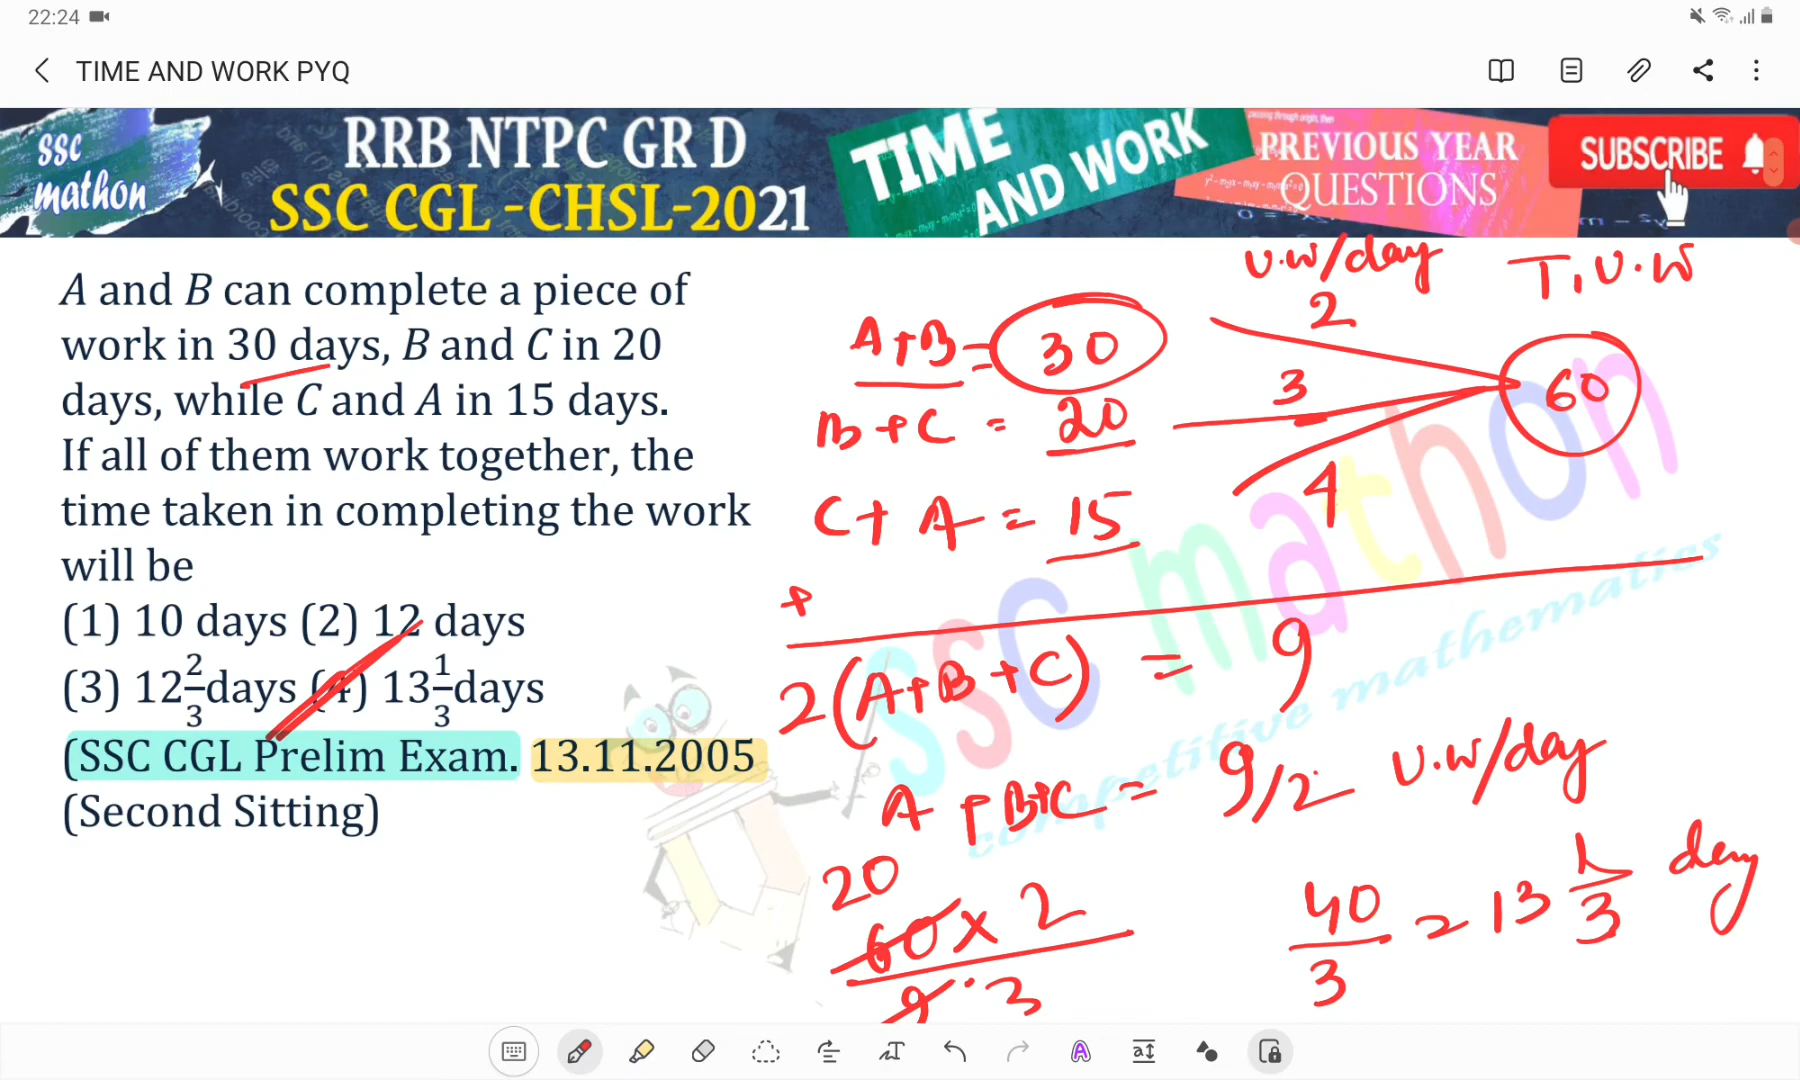 22:24
TIME AND WORK PYQ
SSC mathon
RRB NTPC GR D
SSC CGL -CHSL-2021
TIME AND WORK
PREVIOUS YEAR QUESTIONS
SUBSCRIBE
A and B can complete a piece of
work in 30 days, B and C in 20
days, while C and A in 15 days.
If all of them work together, the
time taken in completing the work
will be
(1) 10 days (2) 12 days
(3) 12 2/3 days (4) 13 1/3 days
(SSC CGL Prelim Exam. 13.11.2005
(Second Sitting)
U.W/day T.U.W
A+B = 30 2 60
B+C = 20 3
C+A = 15 4
+
2(A+B+C) = 9
A+B+C = 9/2 U.W/day
20
60 x 2
9 3
40/3 = 13 1/3 day
ssc mathon
competitive mathematics